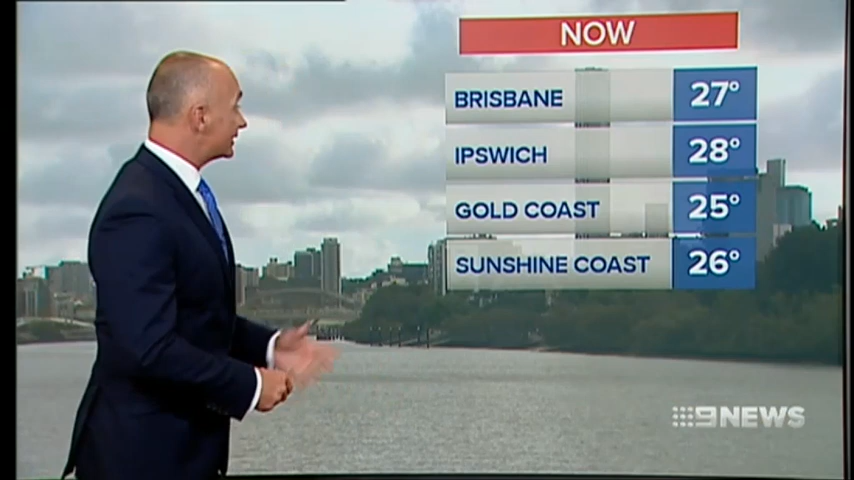 NOW
BRISBANE 27°
IPSWICH 28°
GOLD COAST 25°
SUNSHINE COAST 26°
9NEWS